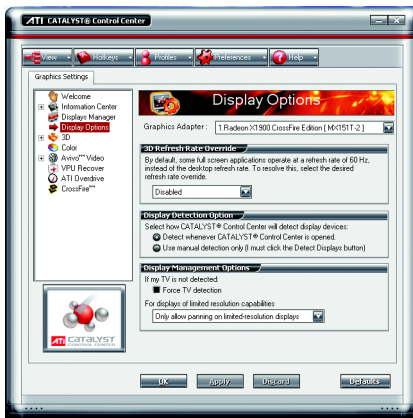 ATI CATALYST® Control Center
View
Hotkeys
Profiles
Preferences
Help
Graphics Settings
Welcome
Information Center
Displays Manager
Display Options
3D
Color
Avivo™ Video
VPU Recover
ATI Overdrive
CrossFire™
Display Options
Graphics Adapter: 1.Radeon X1900 CrossFire Edition [ MX151T-2 ]
3D Refresh Rate Override
By default, some full screen applications operate at a refresh rate of 60 Hz,
instead of the desktop refresh rate. To resolve this, select the desired
refresh rate override.
Disabled
Display Detection Option
Select how CATALYST® Control Center will detect display devices:
Detect whenever CATALYST® Control Center is opened.
Use manual detection only (I must click the Detect Displays button)
Display Management Options
If my TV is not detected:
Force TV detection
For displays of limited resolution capabilities
Only allow panning on limited-resolution displays
ATI CATALYST
CONTROL CENTER
OK
Apply
Discard
Defaults